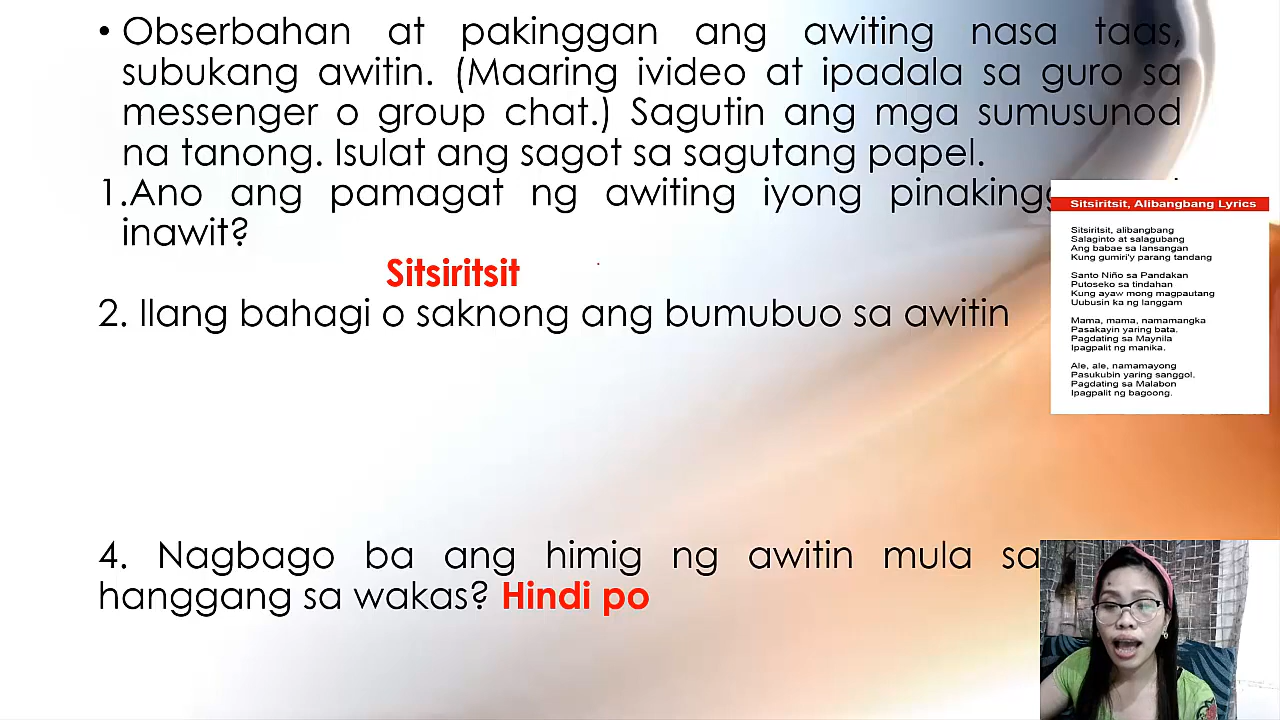 • Obserbahan at pakinggan ang awiting nasa taas,
subukang awitin. (Maaring ivideo at ipadala sa guro sa
messenger o group chat.) Sagutin ang mga sumusunod
na tanong. Isulat ang sagot sa sagutang papel.
1.Ano ang pamagat ng awiting iyong
inawit?
Sitsiritsit
2. Ilang bahagi o saknong ang bumubuo sa awitin
4. Nagbago ba ang himig ng awitin mula sa
hanggang sa wakas? Hindi po
Sitsiritsit, Alibangbang Lyrics
Sitsiritsit, alibangbang
Salaginto at salagubang
Ang babae sa lansangan
Kung gumiri'y parang tandang
Santo Niño sa Pandakan
Putoseko sa tindahan
Kung ayaw mong magpautang
Uubusin ka ng langgam
Mama, mama, namamangka
Pasakayin yaring bata.
Pagdating sa Maynila
Ipagpalit ng manika.
Ale, ale, namamayong
Pasukubin yaring sanggol.
Pagdating sa Malabon
Ipagpalit ng bagoong.